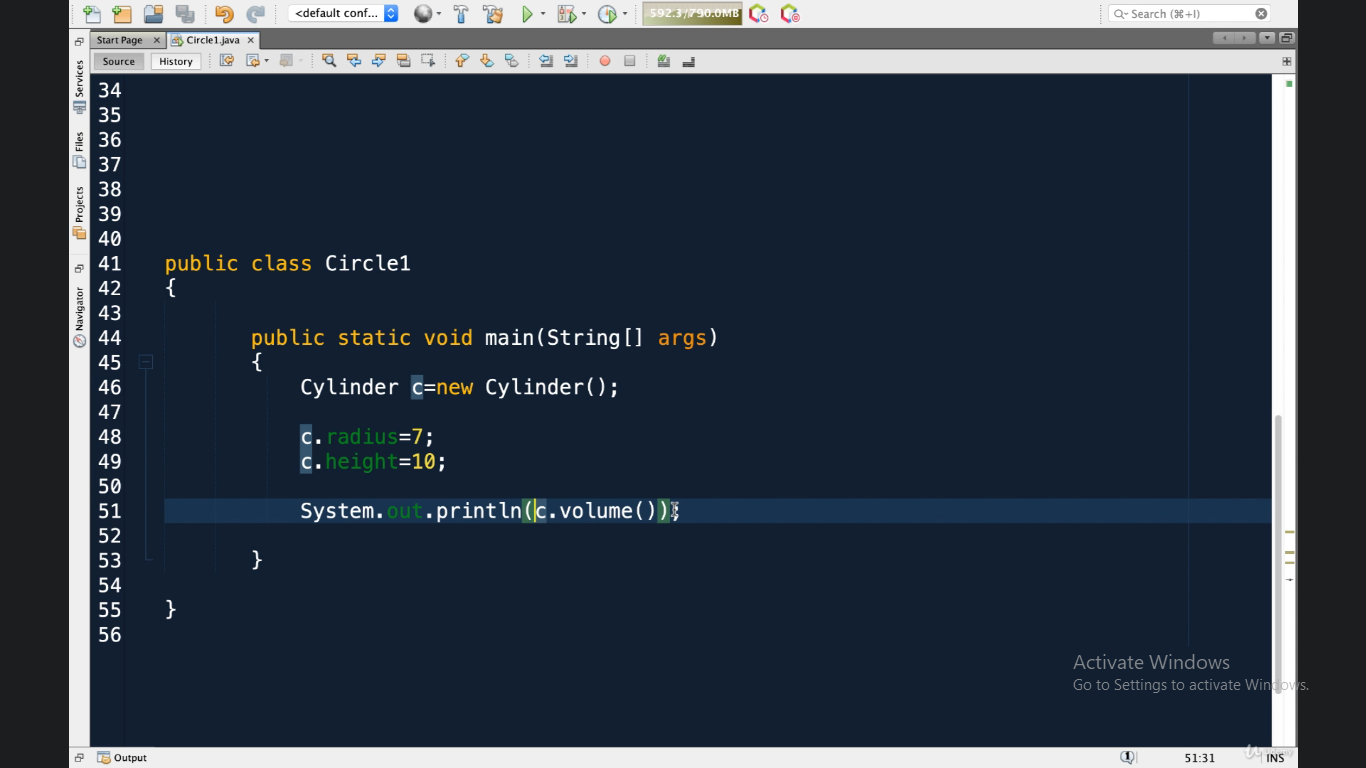 <default conf...
592.3/790.0MB
Search (⌘+I)
Start Page
Circle1.java
Source
History
Services
Files
Projects
Navigator
34
35
36
37
38
39
40
41 public class Circle1
42 {
43
44 public static void main(String[] args)
45 {
46 Cylinder c=new Cylinder();
47
48 c.radius=7;
49 c.height=10;
50
51 System.out.println(c.volume());
52
53 }
54
55 }
56
Activate Windows
Go to Settings to activate Windows.
Output
1
51:31
INS